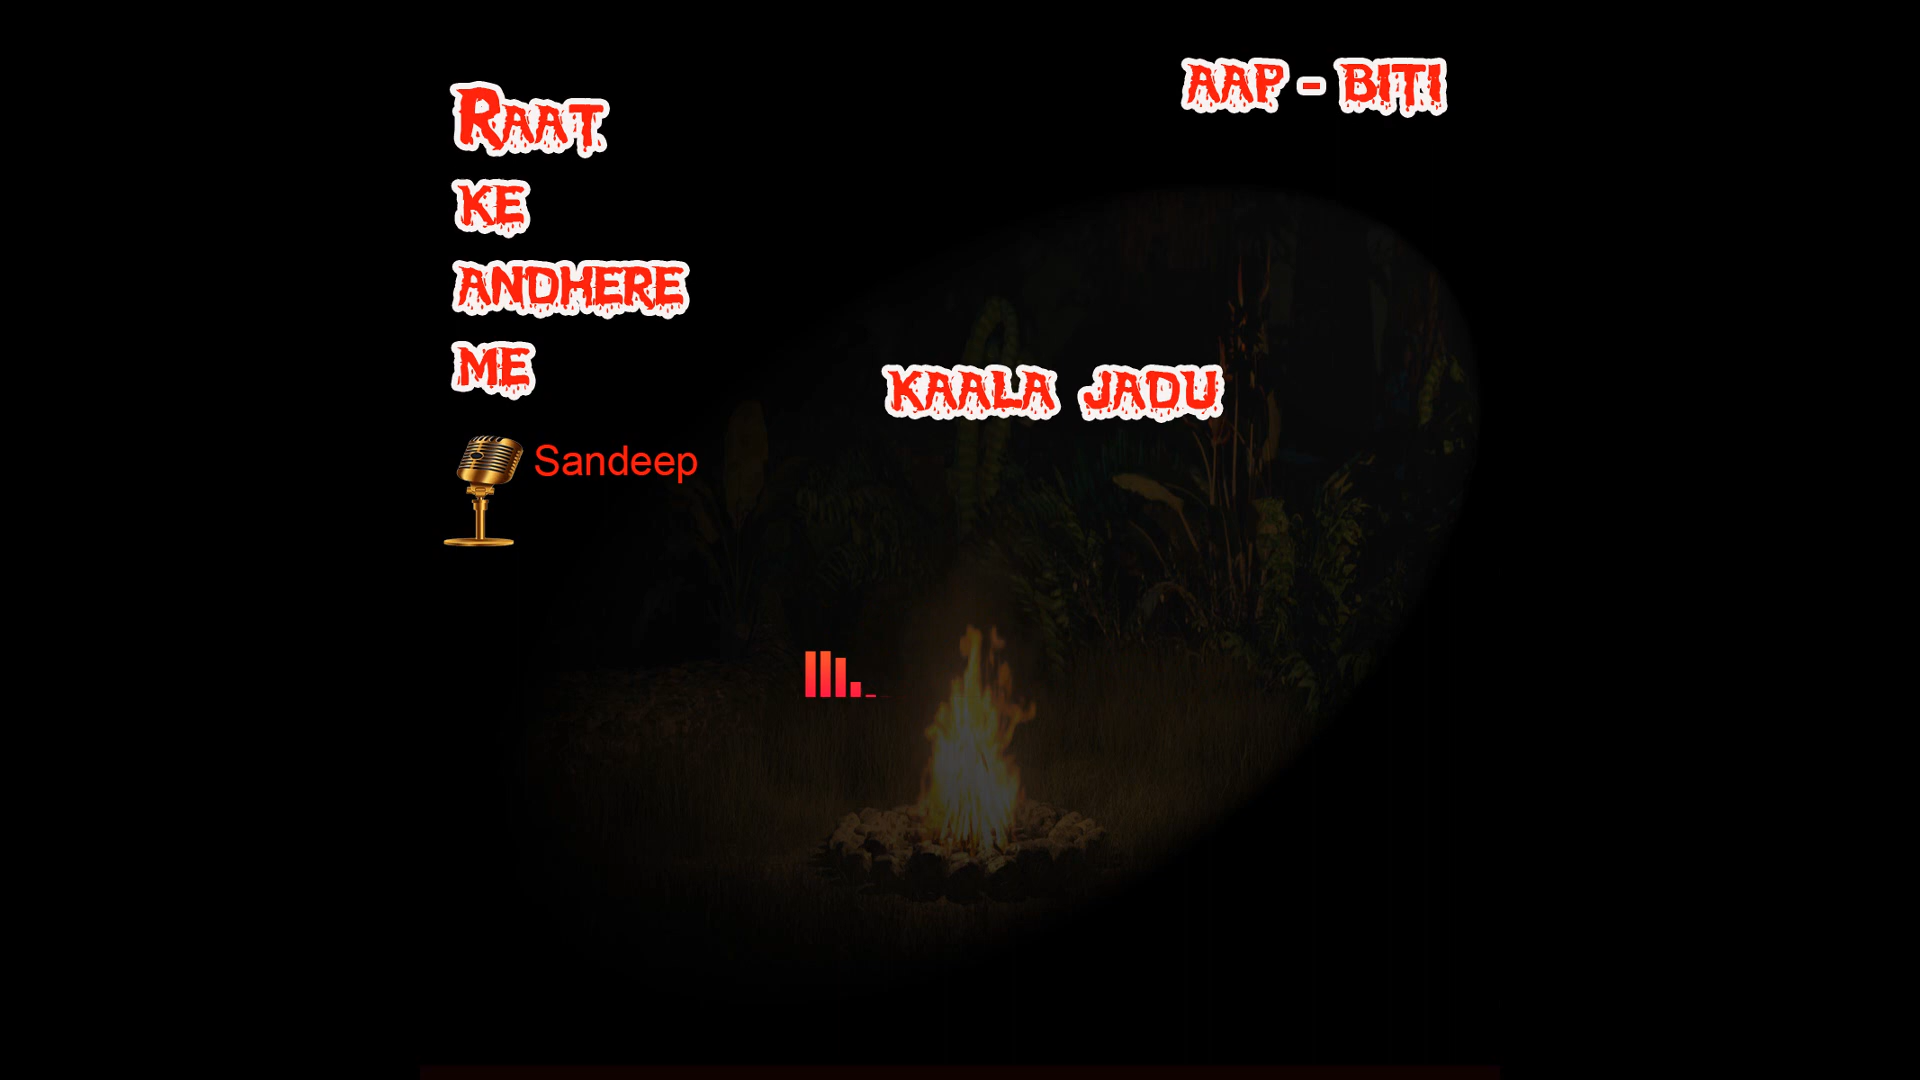 AAP - BITI
RAAT
KE
ANDHERE
ME
KAALA JADU
Sandeep